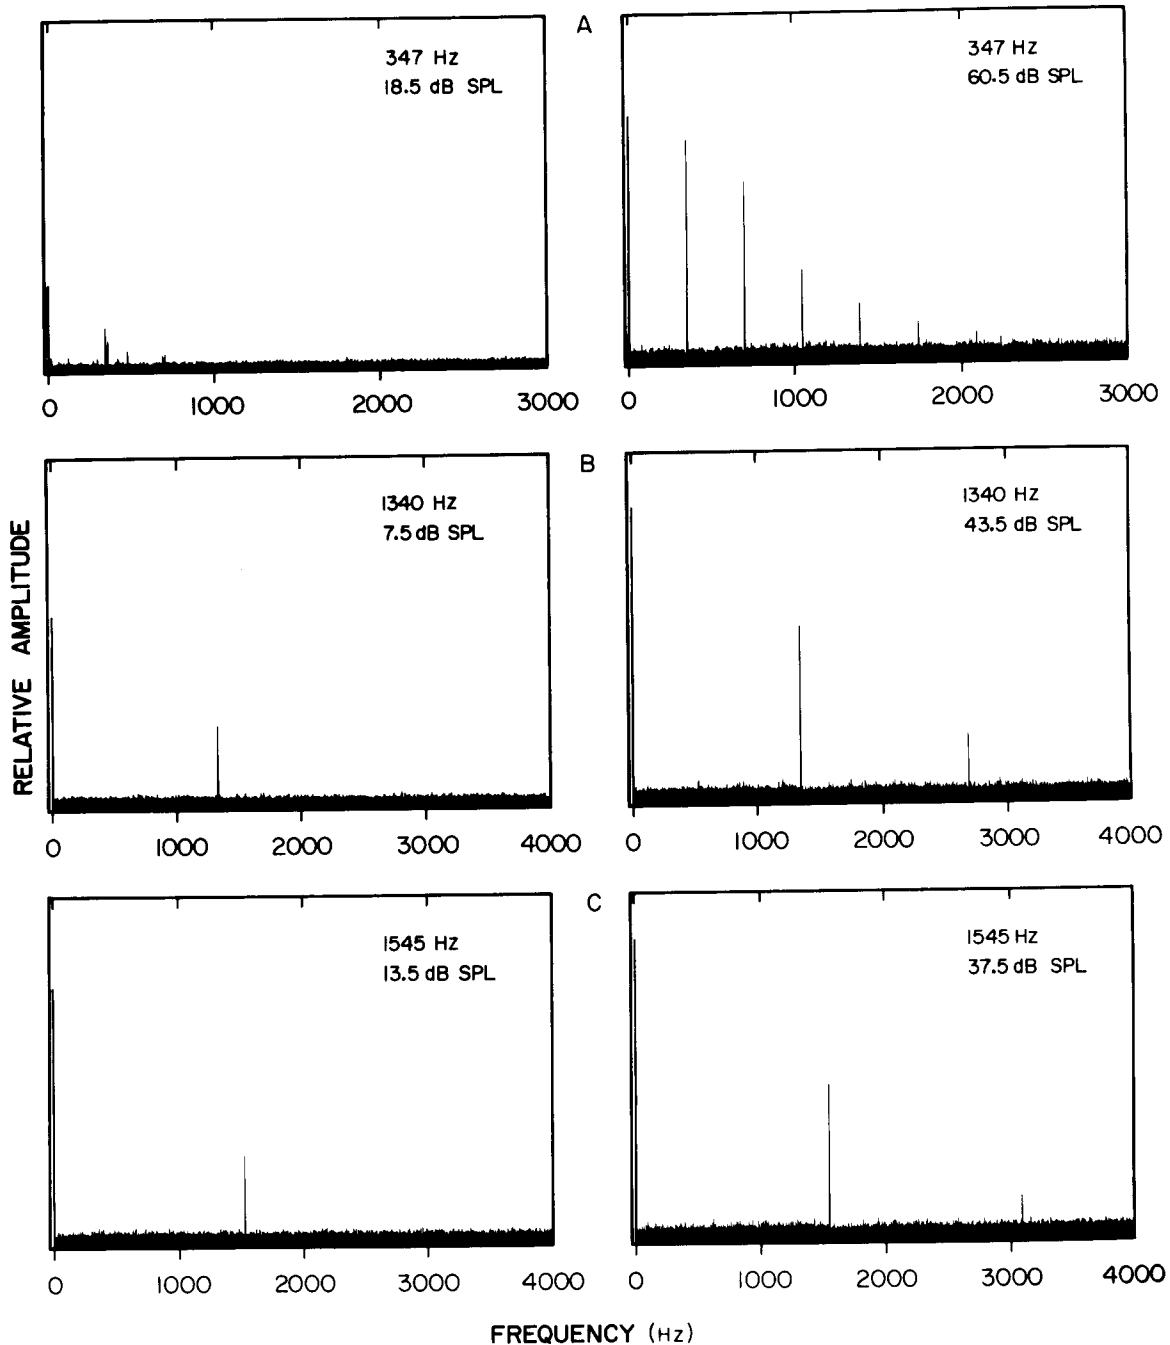 A
347 Hz
18.5 dB SPL
347 Hz
60.5 dB SPL
0 1000 2000 3000
0 1000 2000 3000
B
1340 Hz
7.5 dB SPL
1340 Hz
43.5 dB SPL
RELATIVE AMPLITUDE
0 1000 2000 3000 4000
0 1000 2000 3000 4000
C
1545 Hz
13.5 dB SPL
1545 Hz
37.5 dB SPL
0 1000 2000 3000 4000
0 1000 2000 3000 4000
FREQUENCY (Hz)